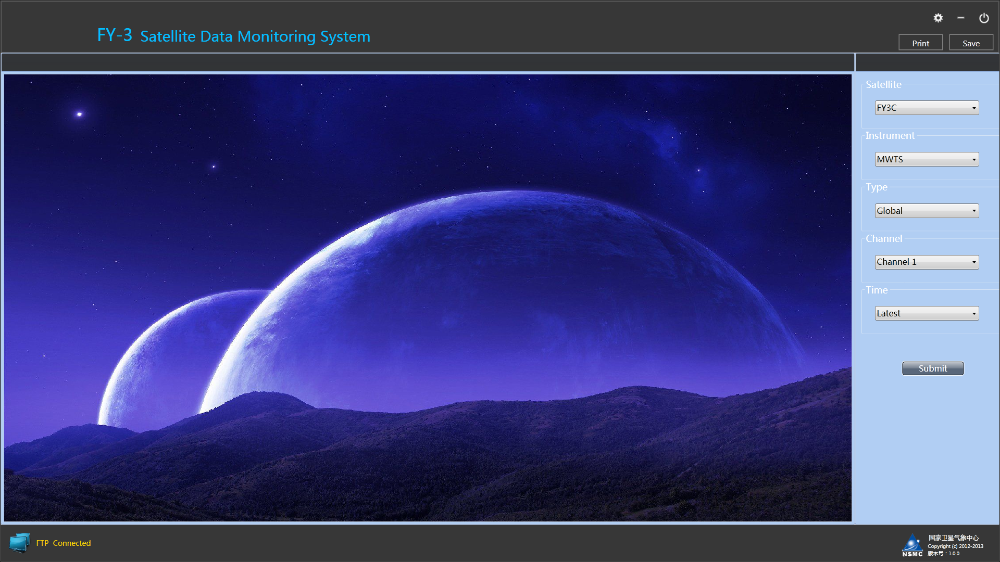 FY-3 Satellite Data Monitoring System
Print
Save
Satellite
FY3C
Instrument
MWTS
Type
Global
Channel
Channel 1
Time
Latest
Submit
FTP Connected
NSMC
国家卫星气象中心
Copyright (c) 2012-2013
版本号：1.0.0